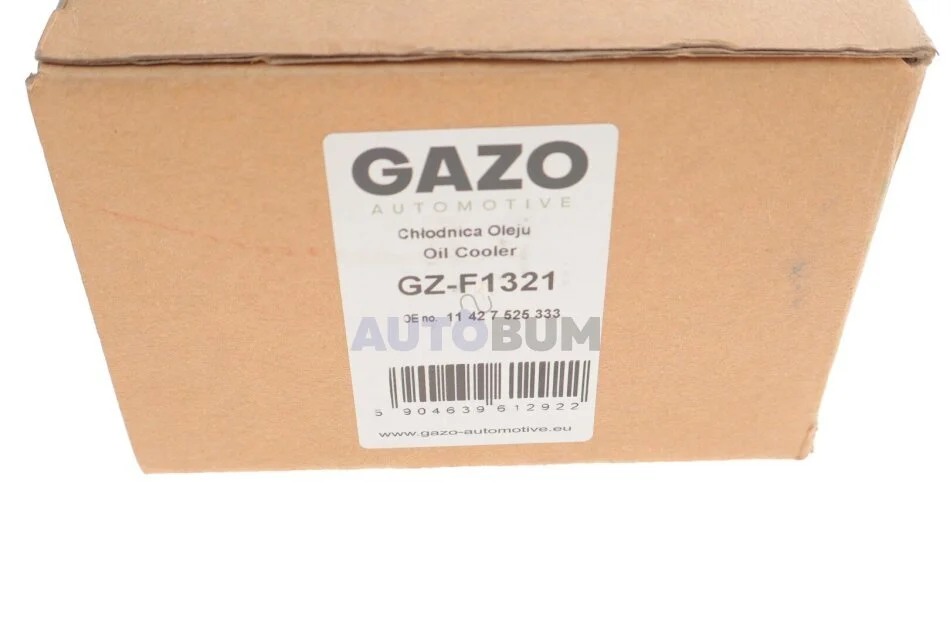 GAZO
AUTOMOTIVE
Chłodnica Oleju
Oil Cooler
GZ-F1321
OE no. 11 42 7 525 333
AUTOBUM
5 904639 612922
www.gazo-automotive.eu